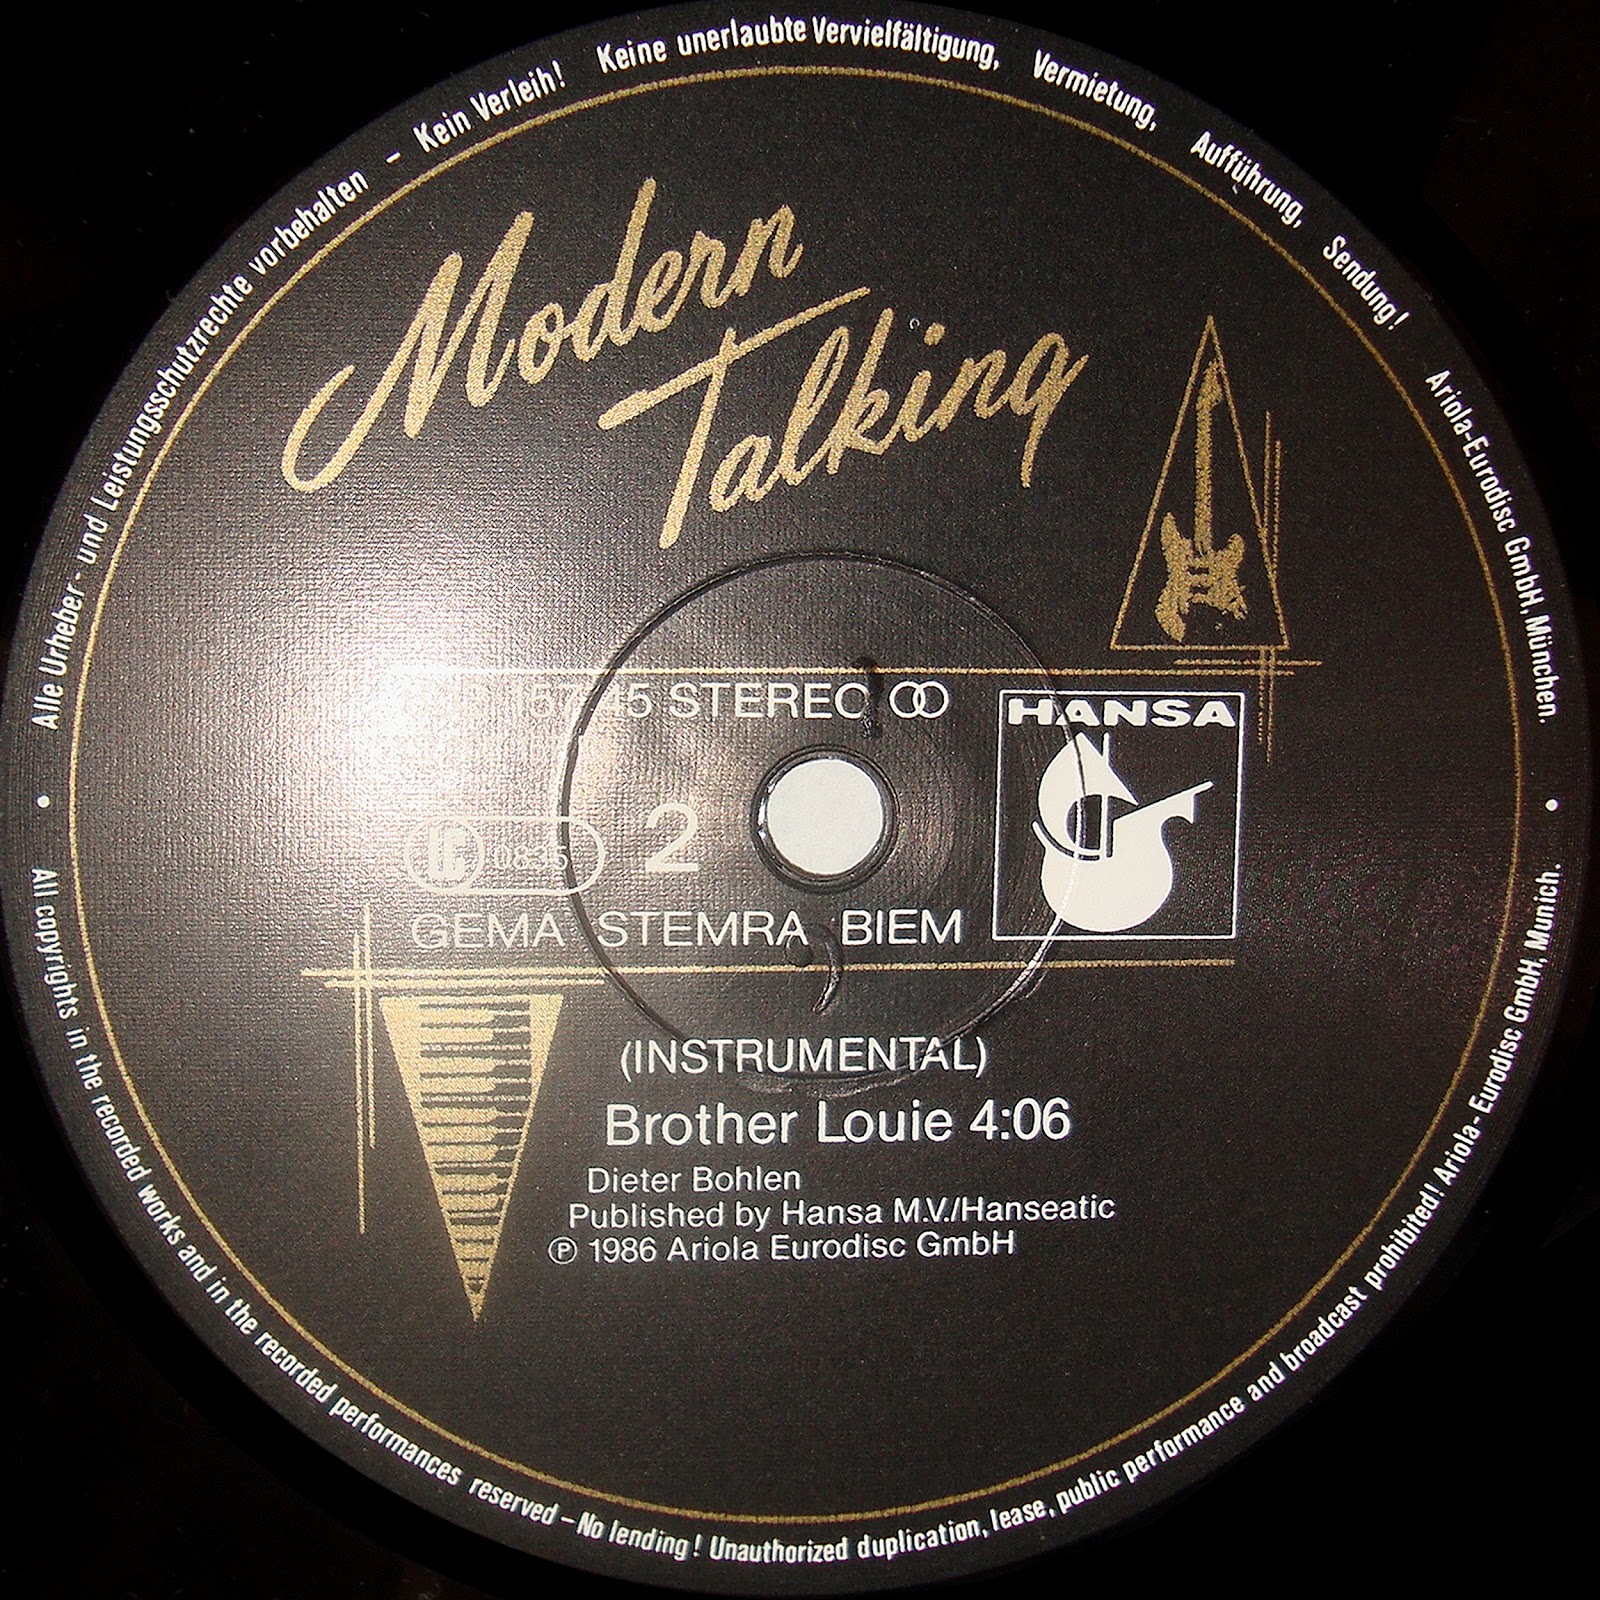 Alle Urheber- und Leistungsschutzrechte vorbehalten – Kein Verleih! Keine unerlaubte Vervielfältigung, Vermietung, Aufführung, Sendung! Ariola-Eurodisc GmbH, München.
Modern
Talking
STEREO
HANSA
2
LC 0835
GEMA STEMRA BIEM
(INSTRUMENTAL)
Brother Louie 4:06
Dieter Bohlen
Published by Hansa M.V./Hanseatic
℗ 1986 Ariola Eurodisc GmbH
All copyrights in the recorded works and in the recorded performances reserved – No lending! Unauthorized duplication, lease, public performance and broadcast prohibited! Ariola-Eurodisc GmbH, Munich.